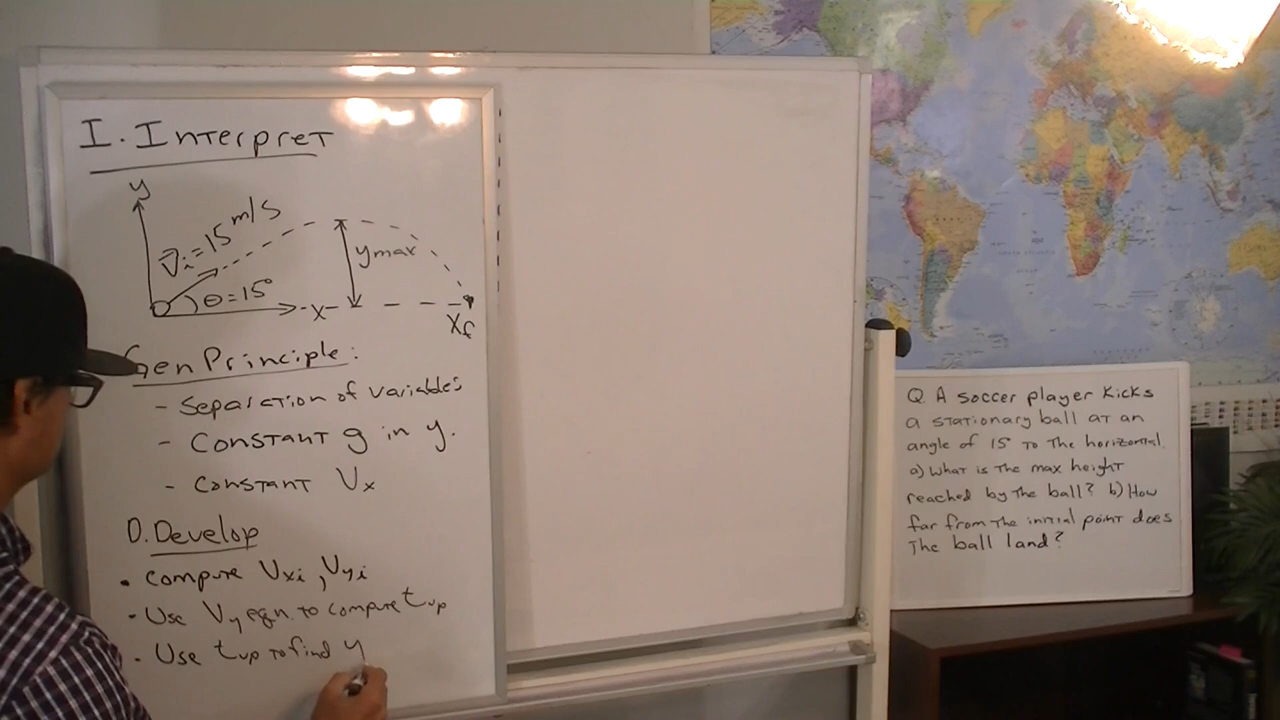 I. Interpret
y
v⃗i = 15 m/s
θ = 15°
ymax
x
xf
Gen Principle:
- Separation of variables
- Constant g in y.
- Constant Vx
D. Develop
• Compute Vxi, Vyi
- Use Vy eqn. to compute tup
- Use tup to find y
Q. A soccer player kicks
a stationary ball at an
angle of 15° to the horizontal.
a) What is the max height
reached by the ball? b) How
far from the initial point does
the ball land?